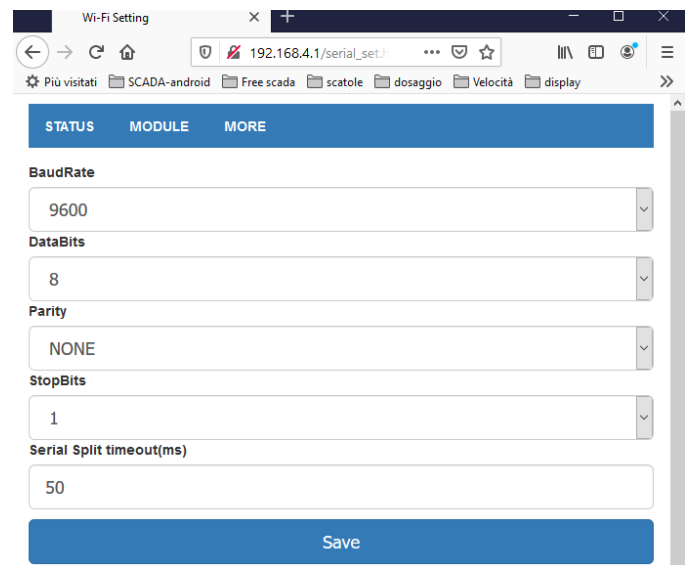 Wi-Fi Setting
192.168.4.1/serial_set.h
Più visitati SCADA-android Free scada scatole dosaggio Velocità display
STATUS MODULE MORE
BaudRate
9600
DataBits
8
Parity
NONE
StopBits
1
Serial Split timeout(ms)
50
Save